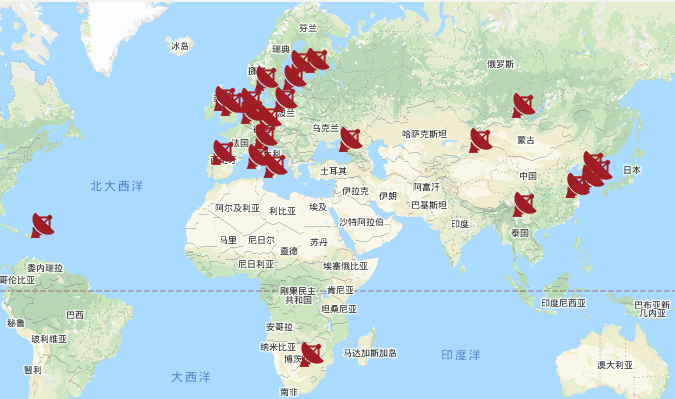 芬兰
冰岛
瑞典
俄罗斯
挪
波兰
乌克兰
哈萨克斯坦
蒙古
法国
土耳其
日本
中国
北大西洋
伊拉克
伊朗
阿富汗
巴基斯坦
阿尔及利亚
利比亚
埃及
沙特阿拉伯
印度
泰国
马里
尼日尔
苏丹
查德
尼日利亚
埃塞俄比亚
委内瑞拉
哥伦比亚
刚果民主
共和国
肯尼亚
坦桑尼亚
印度尼西亚
巴布亚新
几内亚
秘鲁
巴西
玻利维亚
安哥拉
纳米比亚
博茨
马达加斯加岛
印度洋
澳大利亚
智利
大西洋
南非